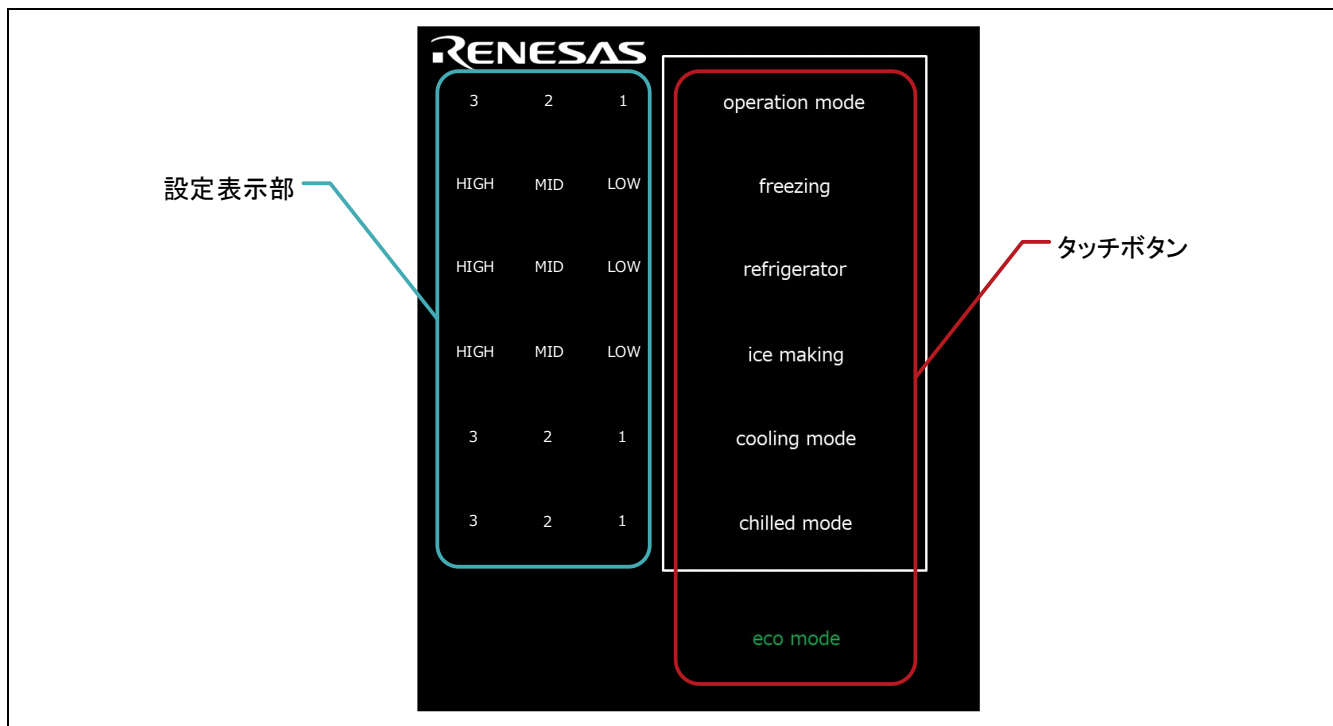 RENESAS
3 2 1 operation mode
設定表示部 HIGH MID LOW freezing
タッチボタン
HIGH MID LOW refrigerator
HIGH MID LOW ice making
3 2 1 cooling mode
3 2 1 chilled mode
eco mode